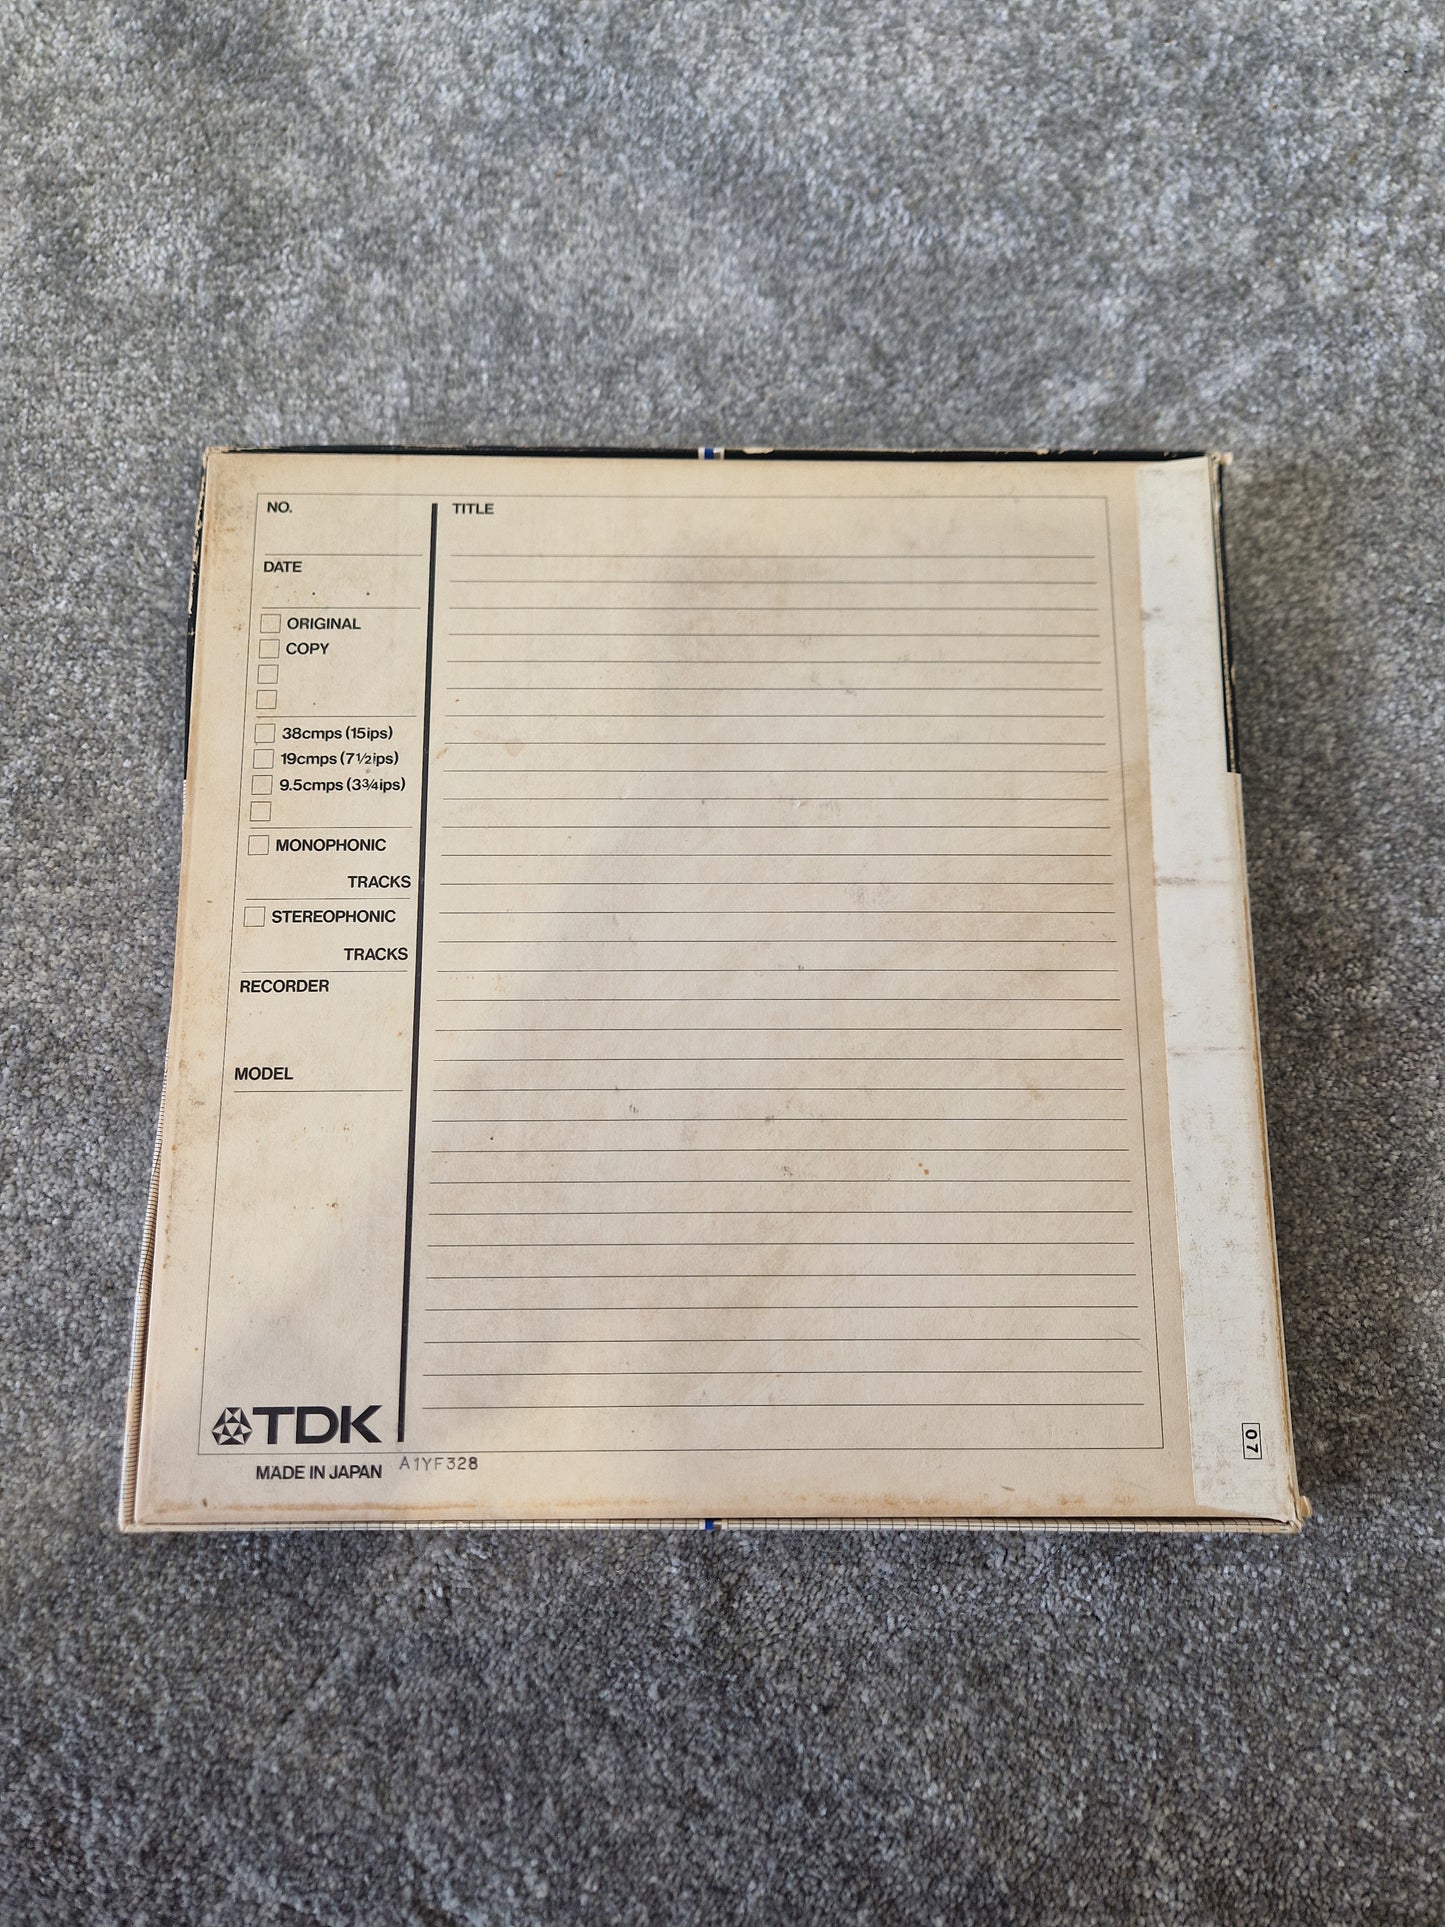 NO.
TITLE
DATE
ORIGINAL
COPY
38cmps (15ips)
19cmps (7½ips)
9.5cmps (3¾ips)
MONOPHONIC
TRACKS
STEREOPHONIC
TRACKS
RECORDER
MODEL
TDK
MADE IN JAPAN
A1YF328
07